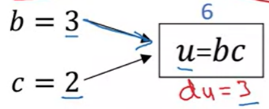 b = 3
6
u=bc
c = 2
du = 3